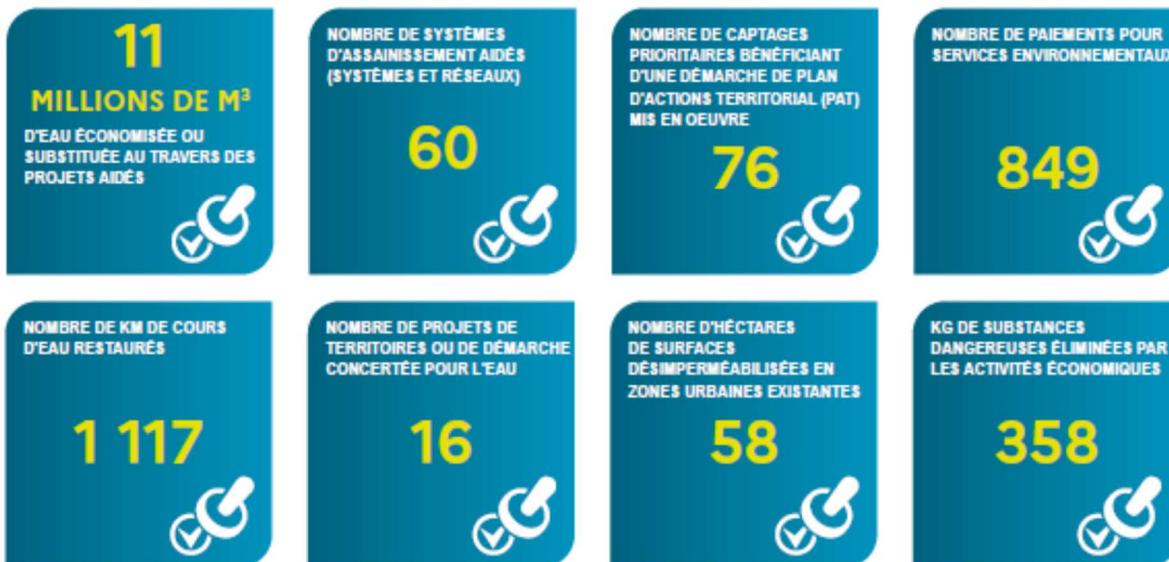 11
MILLIONS DE M³
D'EAU ÉCONOMISÉE OU
SUBSTITUÉE AU TRAVERS DES
PROJETS AIDÉS
NOMBRE DE SYSTÈMES
D'ASSAINISSEMENT AIDÉS
(SYSTÈMES ET RÉSEAUX)
60
NOMBRE DE CAPTAGES
PRIORITAIRES BÉNÉFICIANT
D'UNE DÉMARCHE DE PLAN
D'ACTIONS TERRITORIAL (PAT)
MIS EN OEUVRE
76
NOMBRE DE PAIEMENTS POUR
SERVICES ENVIRONNEMENTAUX
849
NOMBRE DE KM DE COURS
D'EAU RESTAURÉS
1 117
NOMBRE DE PROJETS DE
TERRITOIRES OU DE DÉMARCHE
CONCERTÉE POUR L'EAU
16
NOMBRE D'HÉCTARES
DE SURFACES
DÉSIMPERMÉABILISÉES EN
ZONES URBAINES EXISTANTES
58
KG DE SUBSTANCES
DANGEREUSES ÉLIMINÉES PAR
LES ACTIVITÉS ÉCONOMIQUES
358